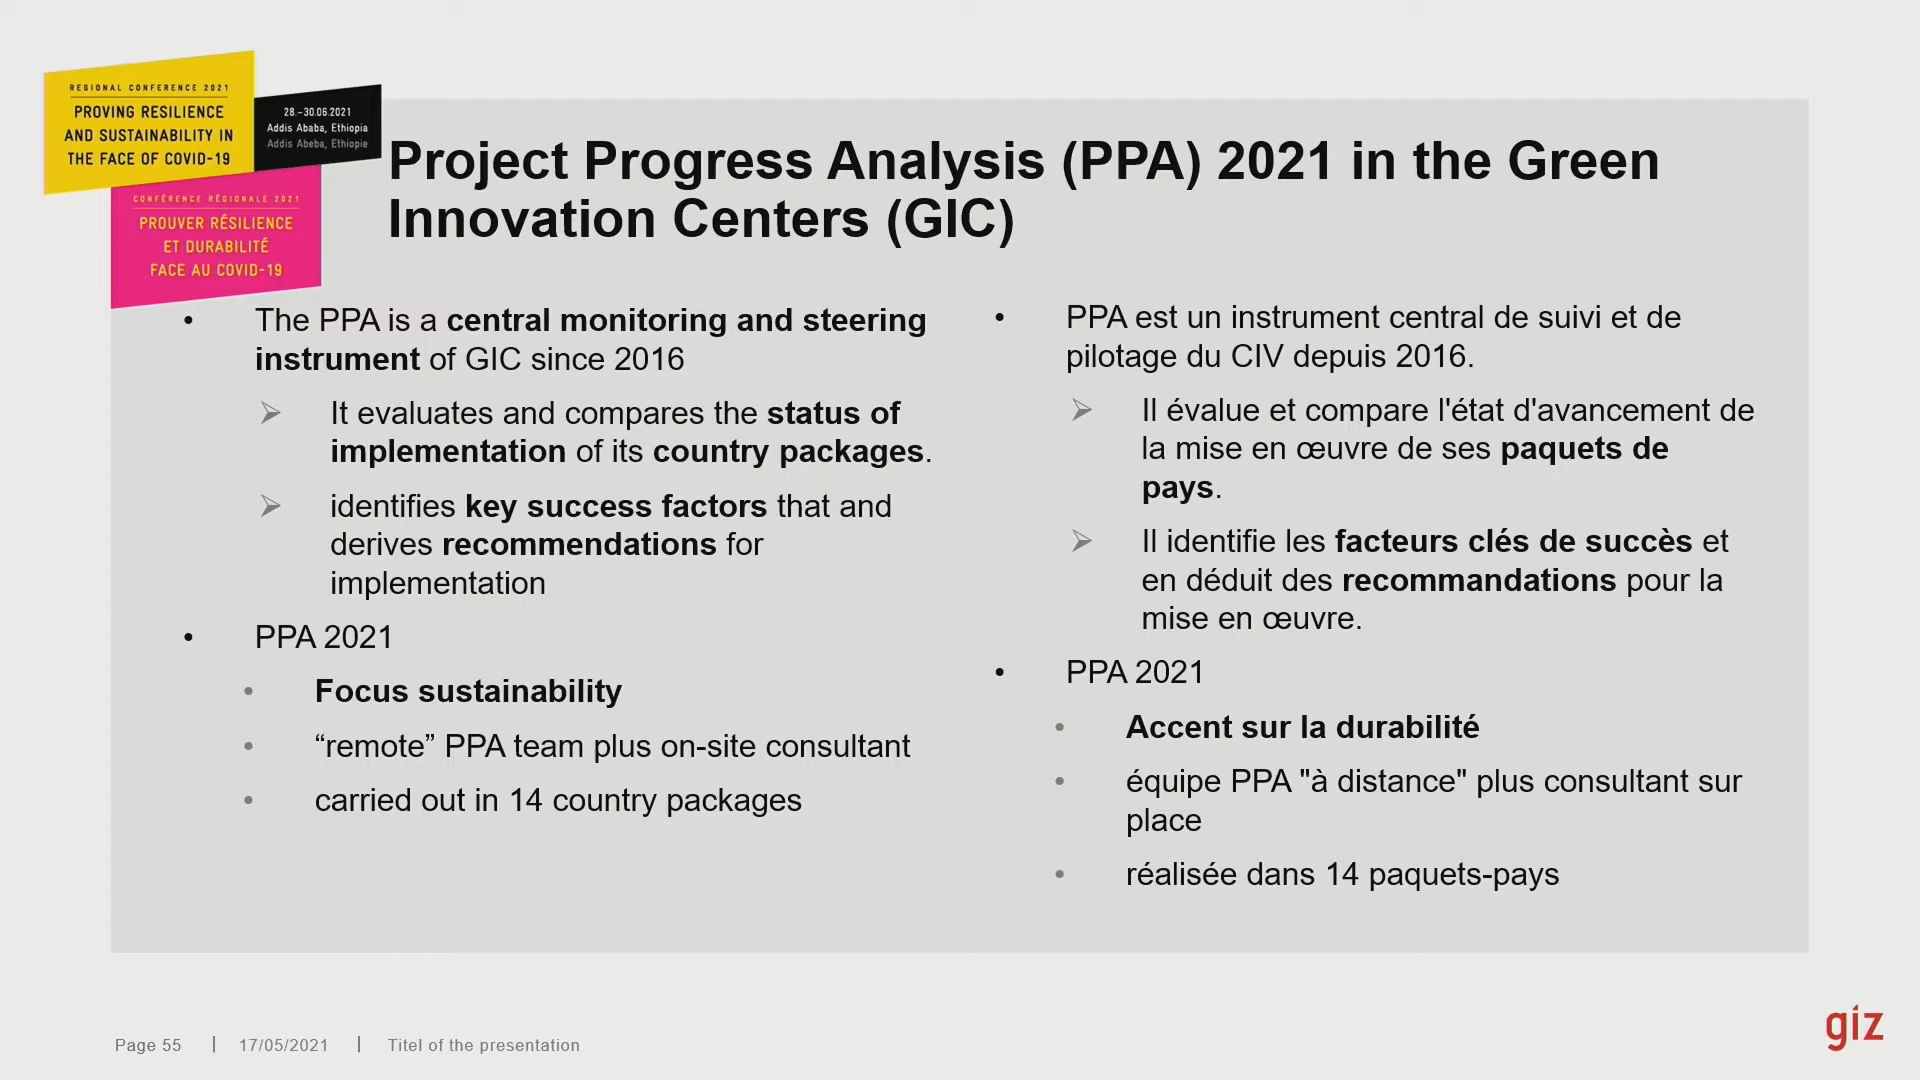 REGIONAL CONFERENCE 2021
PROVING RESILIENCE
AND SUSTAINABILITY IN
THE FACE OF COVID-19
28.–30.06.2021
Addis Ababa, Ethiopia
Addis Abeba, Ethiopie
CONFÉRENCE RÉGIONALE 2021
PROUVER RÉSILIENCE
ET DURABILITÉ
FACE AU COVID-19
Project Progress Analysis (PPA) 2021 in the Green
Innovation Centers (GIC)
• The PPA is a central monitoring and steering
instrument of GIC since 2016
➢ It evaluates and compares the status of
implementation of its country packages.
➢ identifies key success factors that and
derives recommendations for
implementation
• PPA 2021
• Focus sustainability
• “remote” PPA team plus on-site consultant
• carried out in 14 country packages
• PPA est un instrument central de suivi et de
pilotage du CIV depuis 2016.
➢ Il évalue et compare l'état d'avancement de
la mise en œuvre de ses paquets de
pays.
➢ Il identifie les facteurs clés de succès et
en déduit des recommandations pour la
mise en œuvre.
• PPA 2021
• Accent sur la durabilité
• équipe PPA "à distance" plus consultant sur
place
• réalisée dans 14 paquets-pays
Page 55 | 17/05/2021 | Titel of the presentation
giz